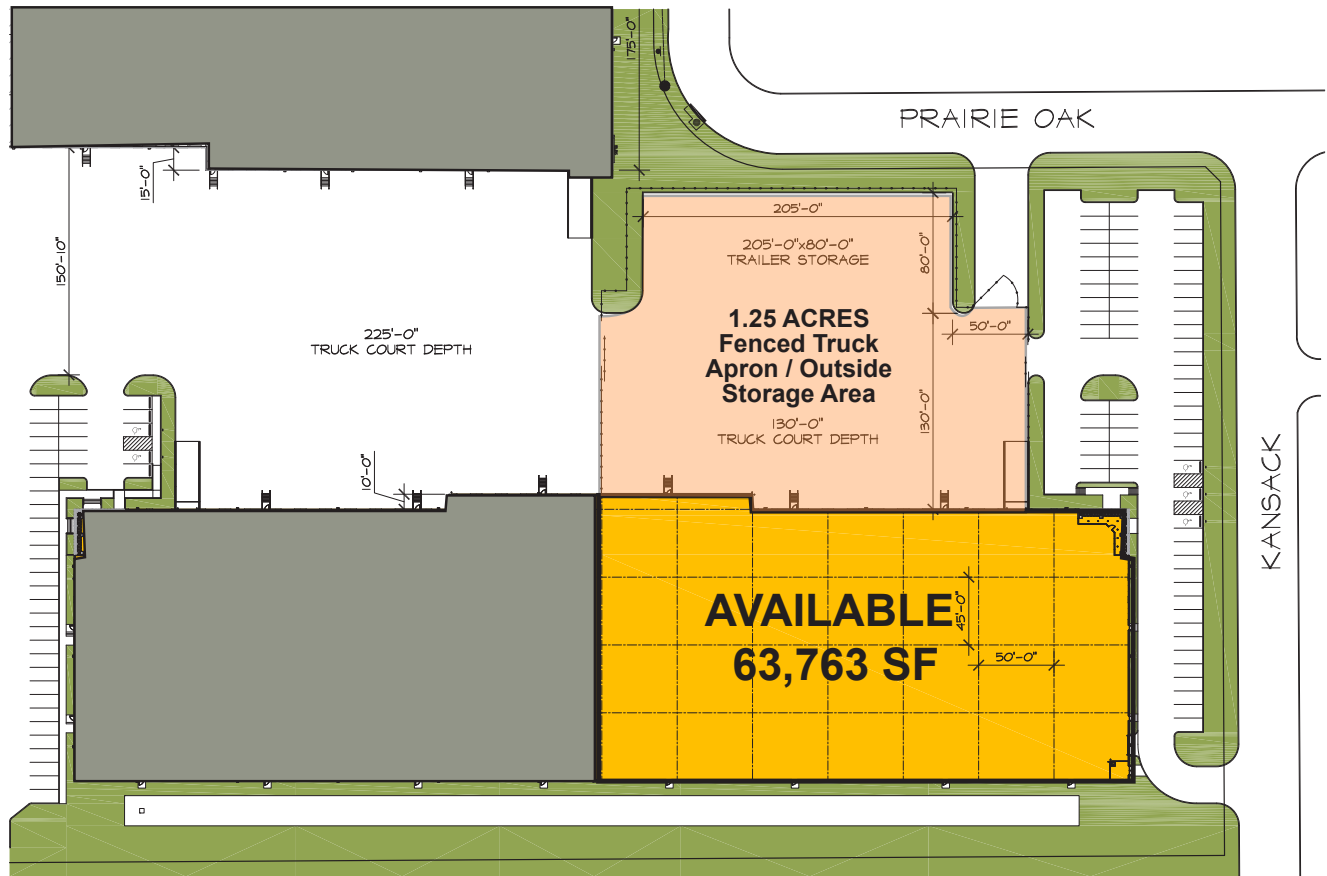 175'-0"
PRAIRIE OAK
15'-0"
150'-10"
205'-0"
205'-0"x80'-0"
TRAILER STORAGE
80'-0"
225'-0"
TRUCK COURT DEPTH
1.25 ACRES
Fenced Truck
Apron / Outside
Storage Area
50'-0"
130'-0"
TRUCK COURT DEPTH
130'-0"
10'-0"
KANSACK
AVAILABLE
63,763 SF
45'-0"
50'-0"